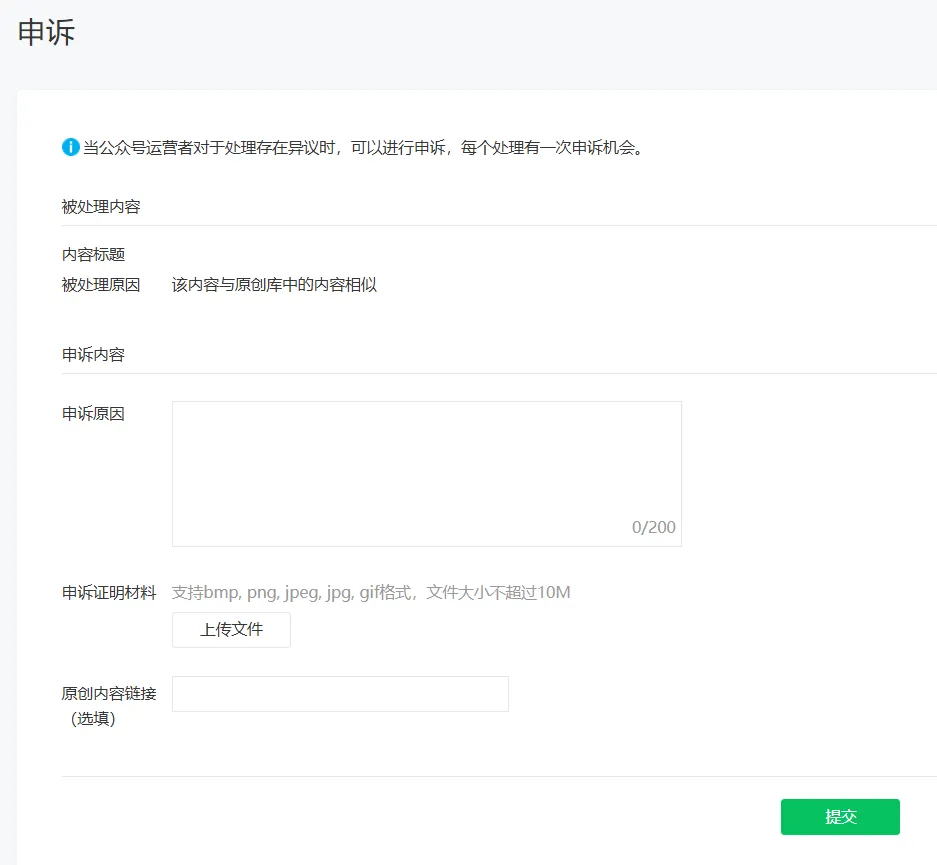 申诉
当公众号运营者对于处理存在异议时，可以进行申诉，每个处理有一次申诉机会。
被处理内容
内容标题
被处理原因 该内容与原创库中的内容相似
申诉内容
申诉原因
0/200
申诉证明材料 支持bmp, png, jpeg, jpg, gif格式，文件大小不超过10M
上传文件
原创内容链接
（选填）
提交